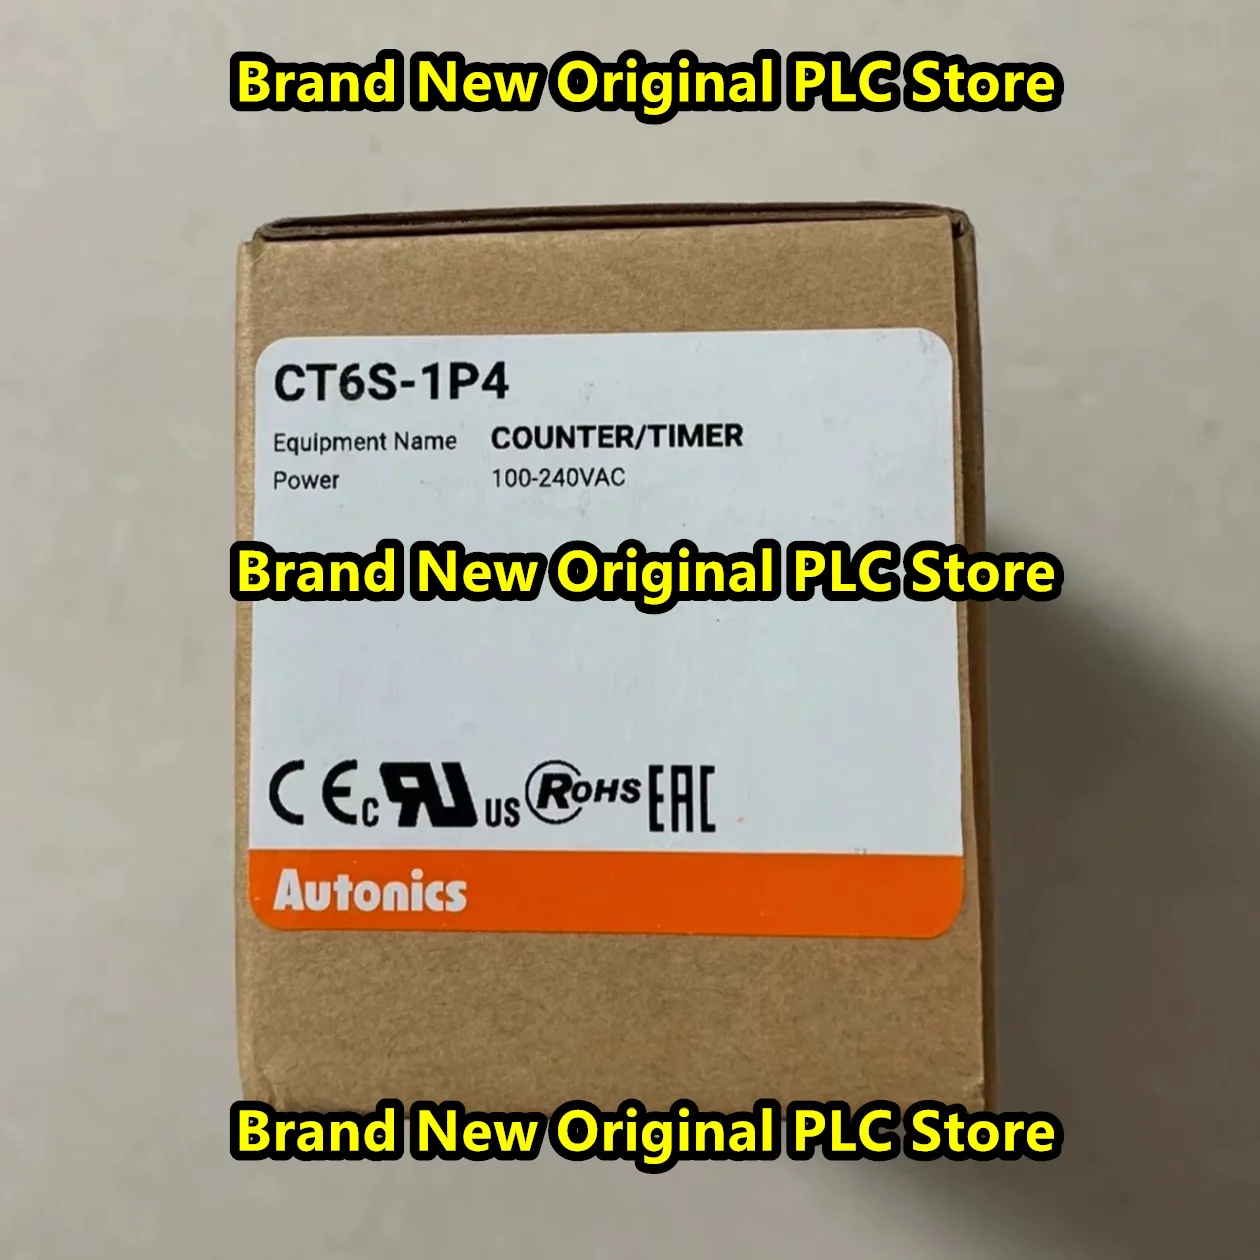 Brand New Original PLC Store
CT6S-1P4
Equipment Name COUNTER/TIMER
Power 100-240VAC
Brand New Original PLC Store
CE c RU US RoHS EAC
Autonics
Brand New Original PLC Store